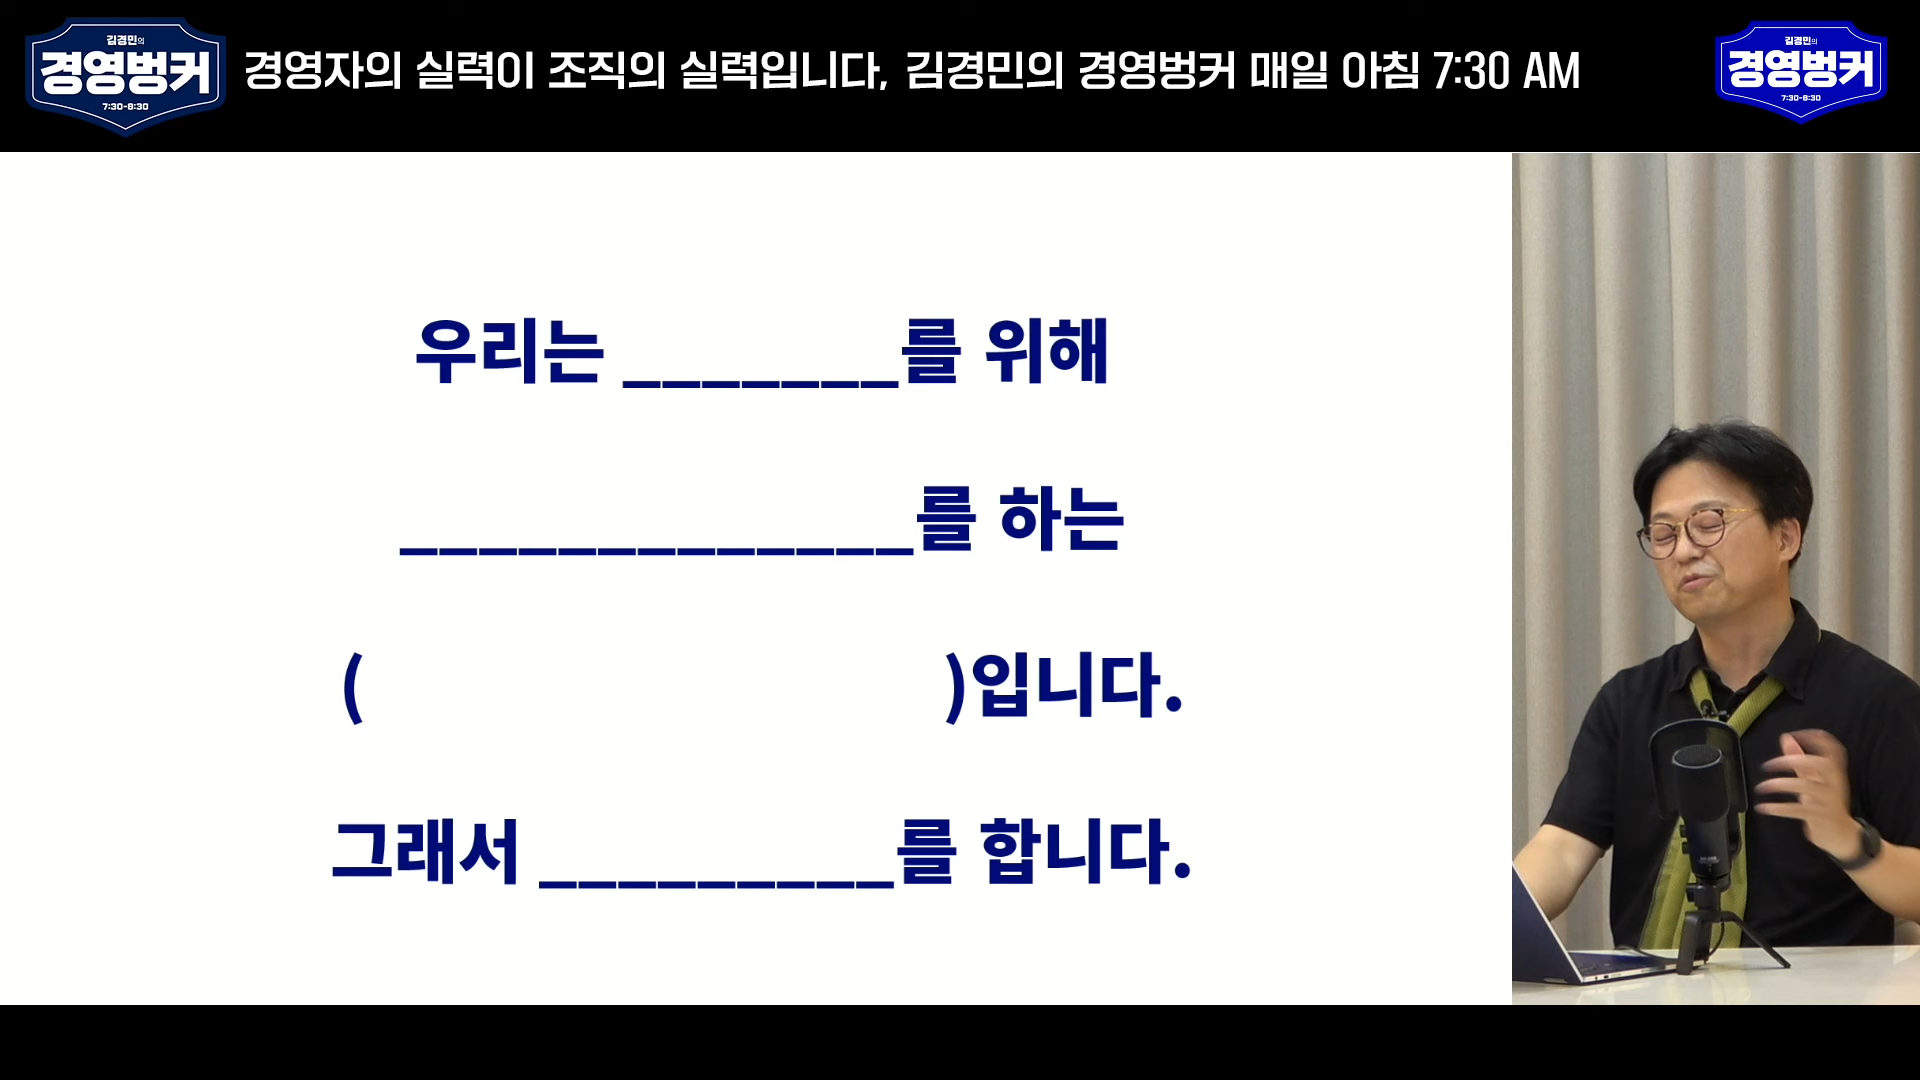 김경민의
경영벙커
7:30-8:30
경영자의 실력이 조직의 실력입니다, 김경민의 경영벙커 매일 아침 7:30 AM
김경민의
경영벙커
7:30-8:30
우리는 _______를 위해
_____________를 하는
( )입니다.
그래서 _________를 합니다.